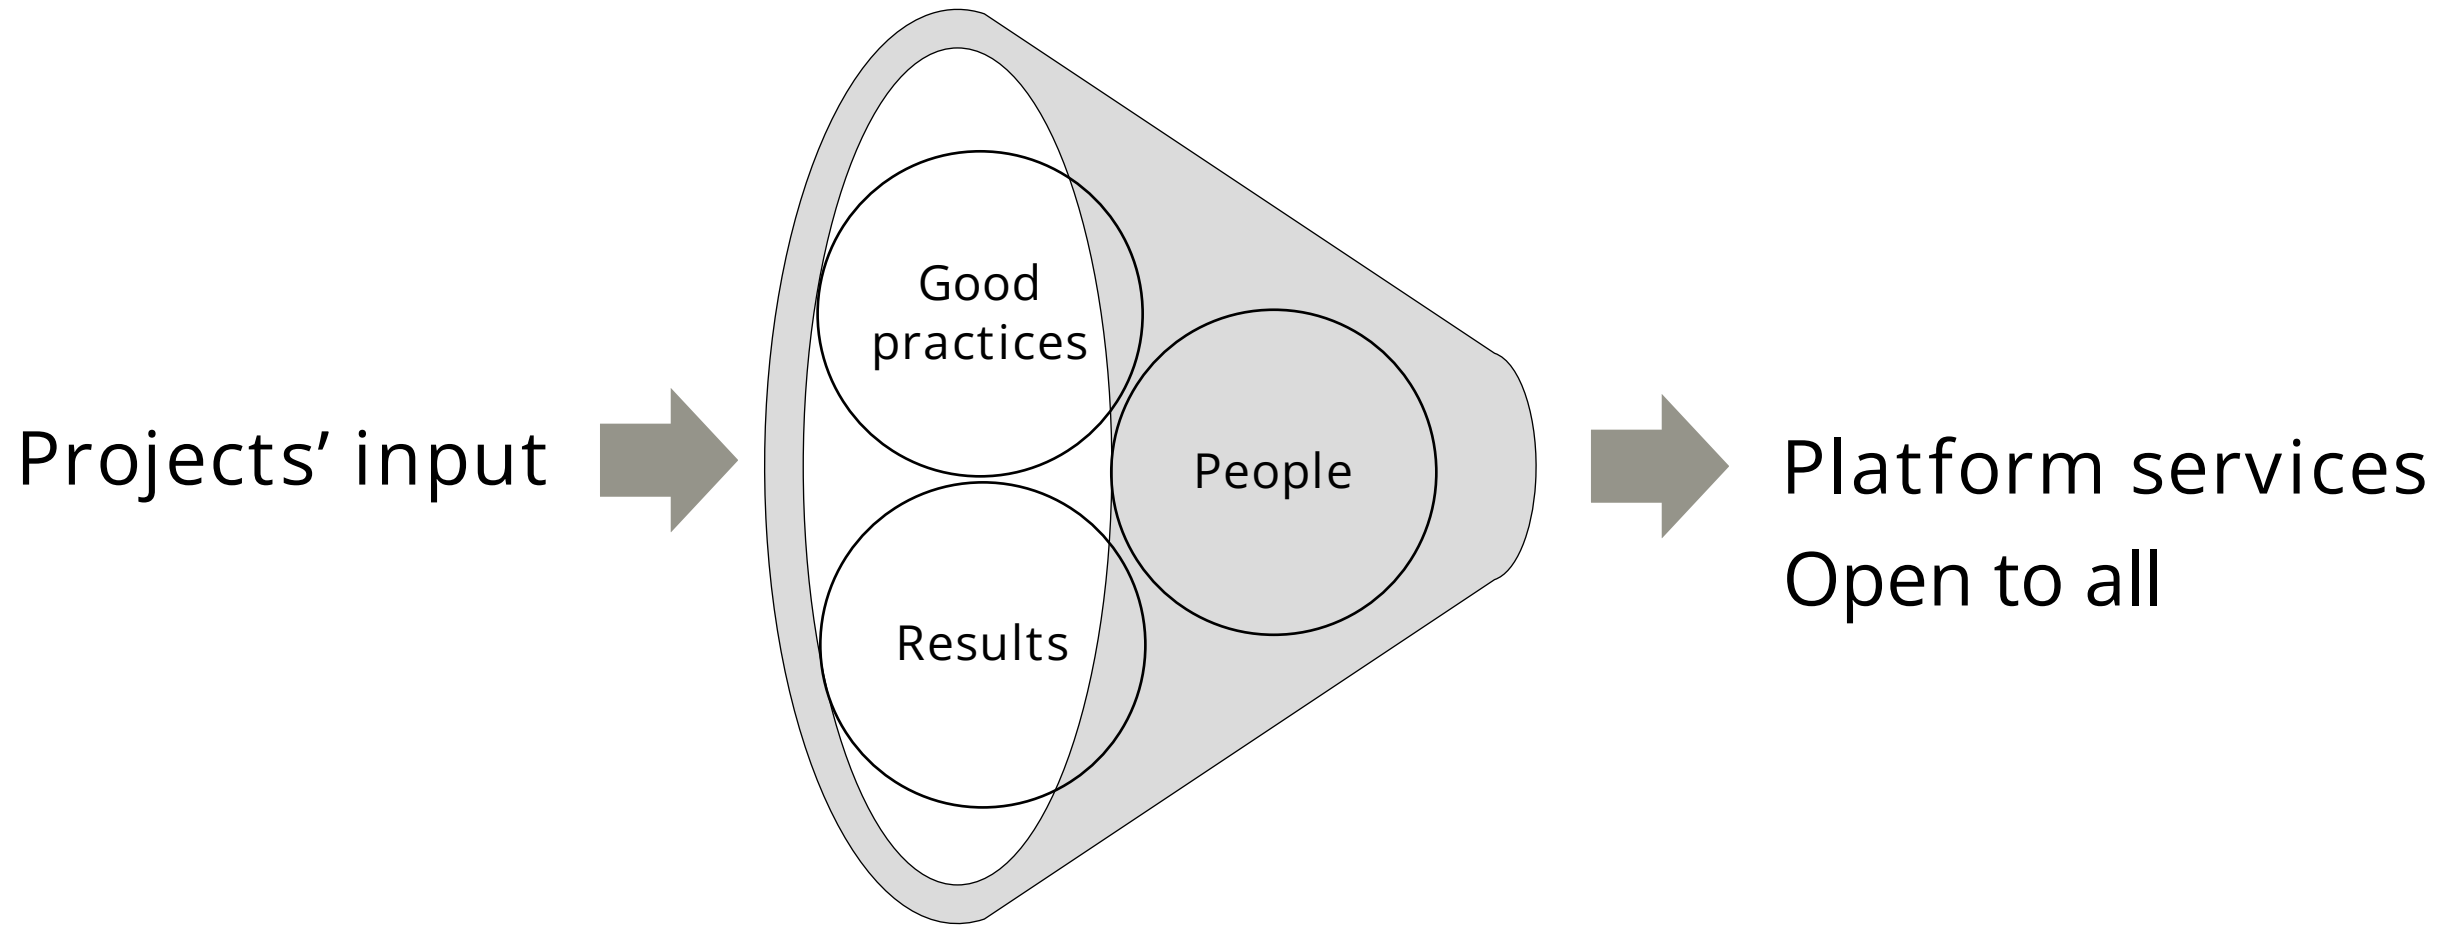 Projects’ input
Good
practices
Results
People
Platform services
Open to all